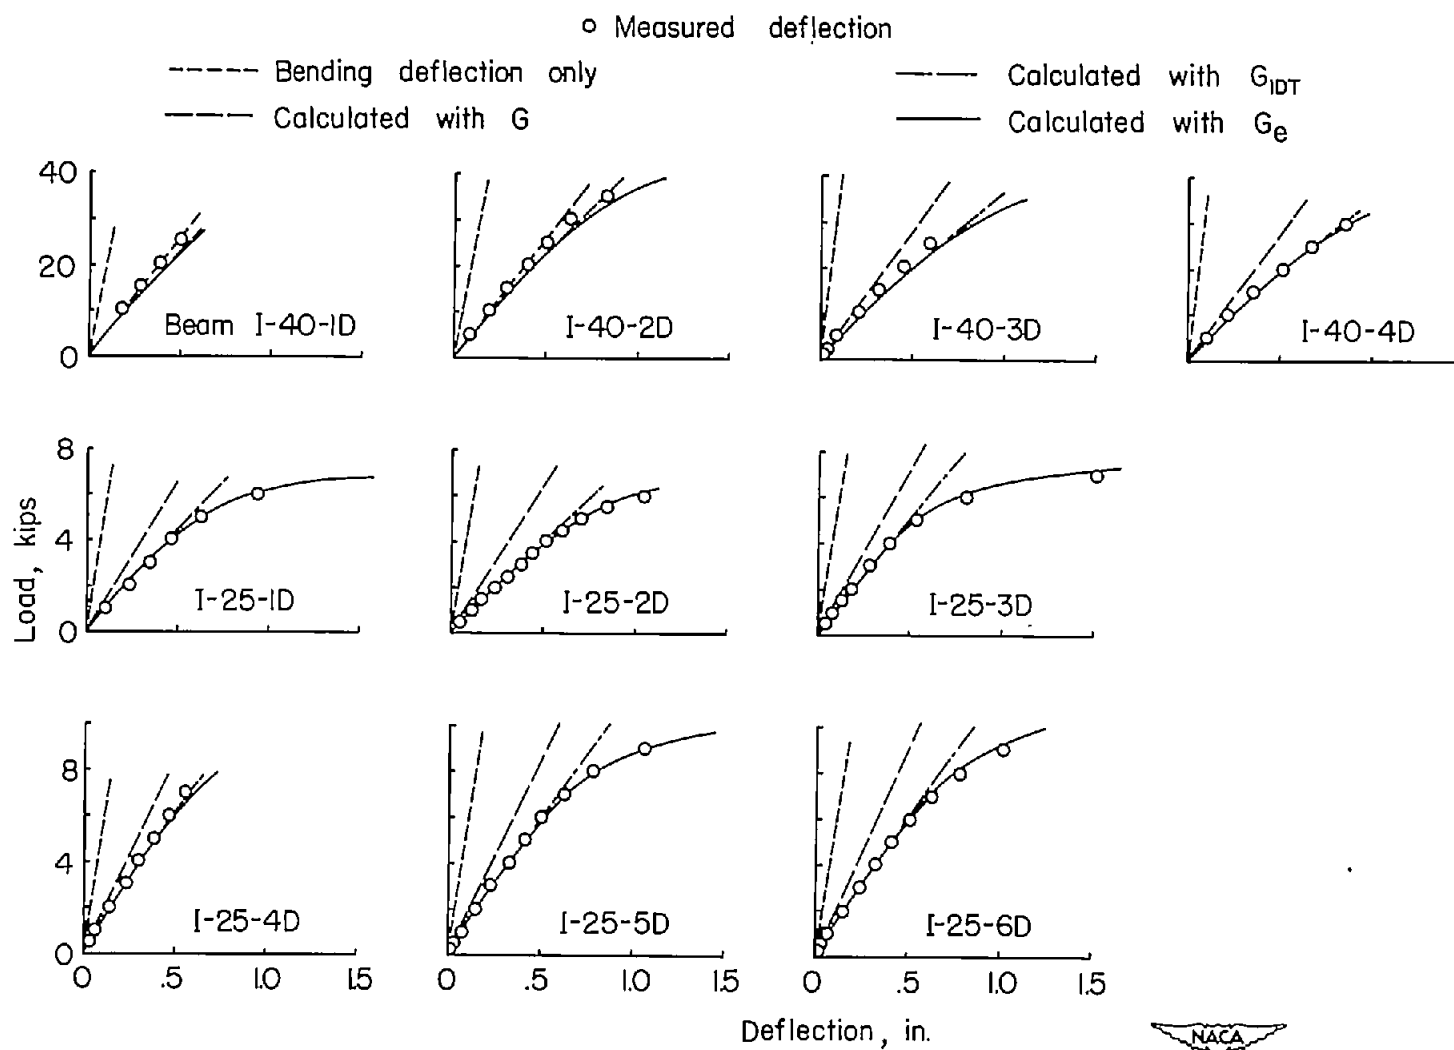 Measured deflection
Bending deflection only
Calculated with G_IDT
Calculated with G
Calculated with G_e
40
20
0
Beam I-40-1D
I-40-2D
I-40-3D
I-40-4D
8
4
0
Load, kips
I-25-1D
I-25-2D
I-25-3D
8
4
0
I-25-4D
I-25-5D
I-25-6D
0 .5 1.0 1.5
0 .5 1.0 1.5
0 .5 1.0 1.5
Deflection, in.
NACA